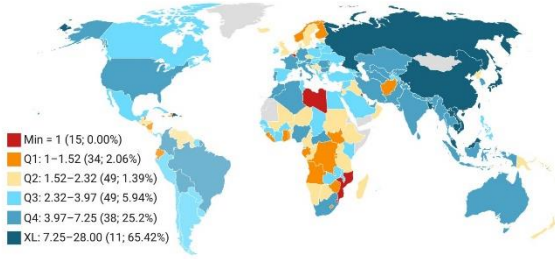 Min = 1 (15; 0.00%)
Q1: 1–1.52 (34; 2.06%)
Q2: 1.52–2.32 (49; 1.39%)
Q3: 2.32–3.97 (49; 5.94%)
Q4: 3.97–7.25 (38; 25.2%)
XL: 7.25–28.00 (11; 65.42%)